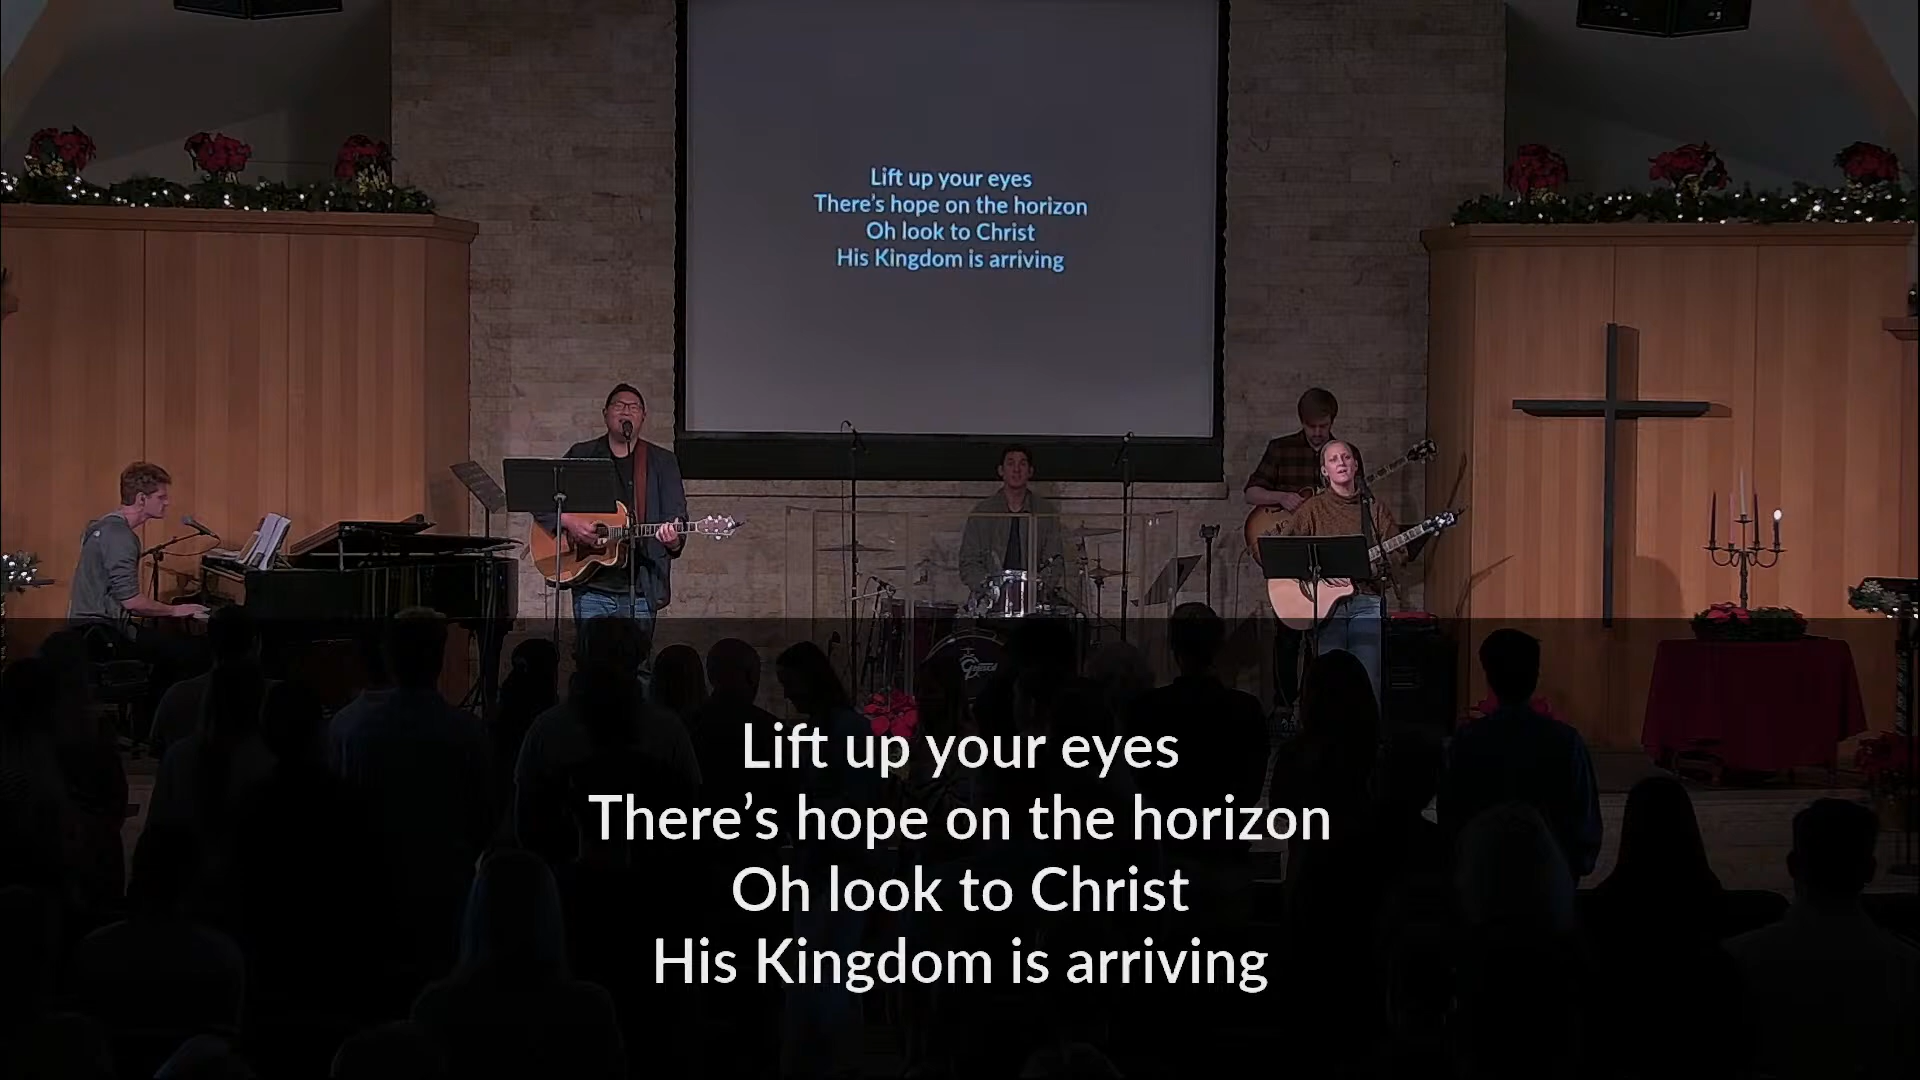 Lift up your eyes
There's hope on the horizon
Oh look to Christ
His Kingdom is arriving
Lift up your eyes
There's hope on the horizon
Oh look to Christ
His Kingdom is arriving